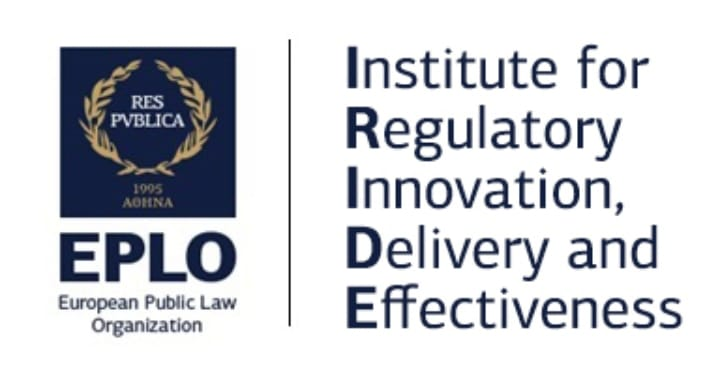 RES
PVBLICA
1995
ΑΘΗΝΑ
EPLO
European Public Law
Organization
Institute for
Regulatory
Innovation,
Delivery and
Effectiveness